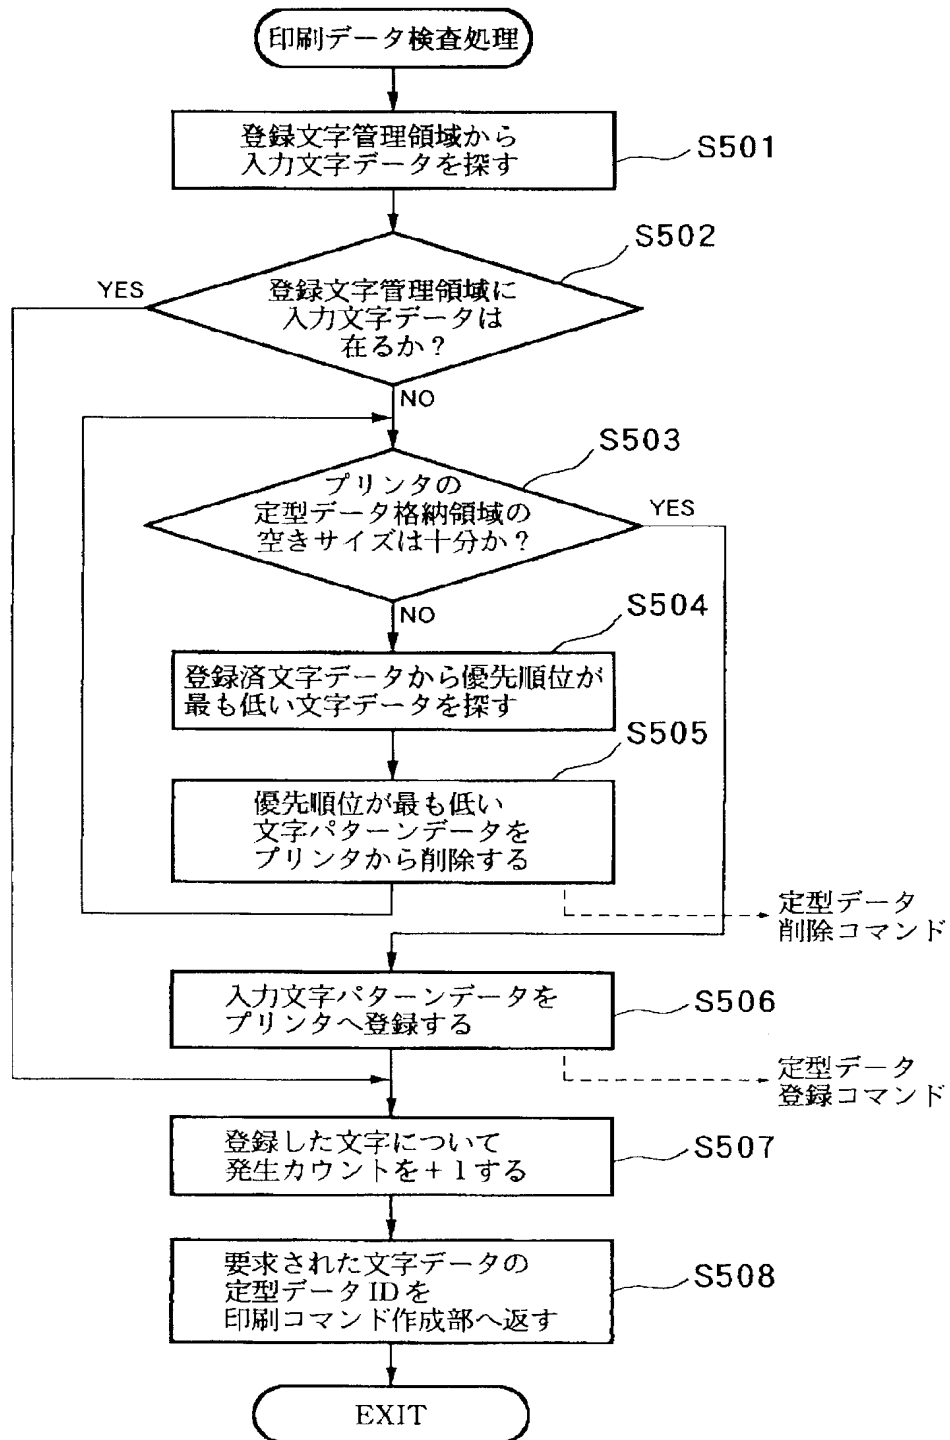 印刷データ検査処理
登録文字管理領域から
入力文字データを探す
S501
S502
YES
登録文字管理領域に
入力文字データは
在るか？
NO
S503
プリンタの
定型データ格納領域の
空きサイズは十分か？
YES
NO
S504
登録済文字データから優先順位が
最も低い文字データを探す
S505
優先順位が最も低い
文字パターンデータを
プリンタから削除する
定型データ
削除コマンド
入力文字パターンデータを
プリンタへ登録する
S506
定型データ
登録コマンド
登録した文字について
発生カウントを＋１する
S507
要求された文字データの
定型データIDを
印刷コマンド作成部へ返す
S508
EXIT